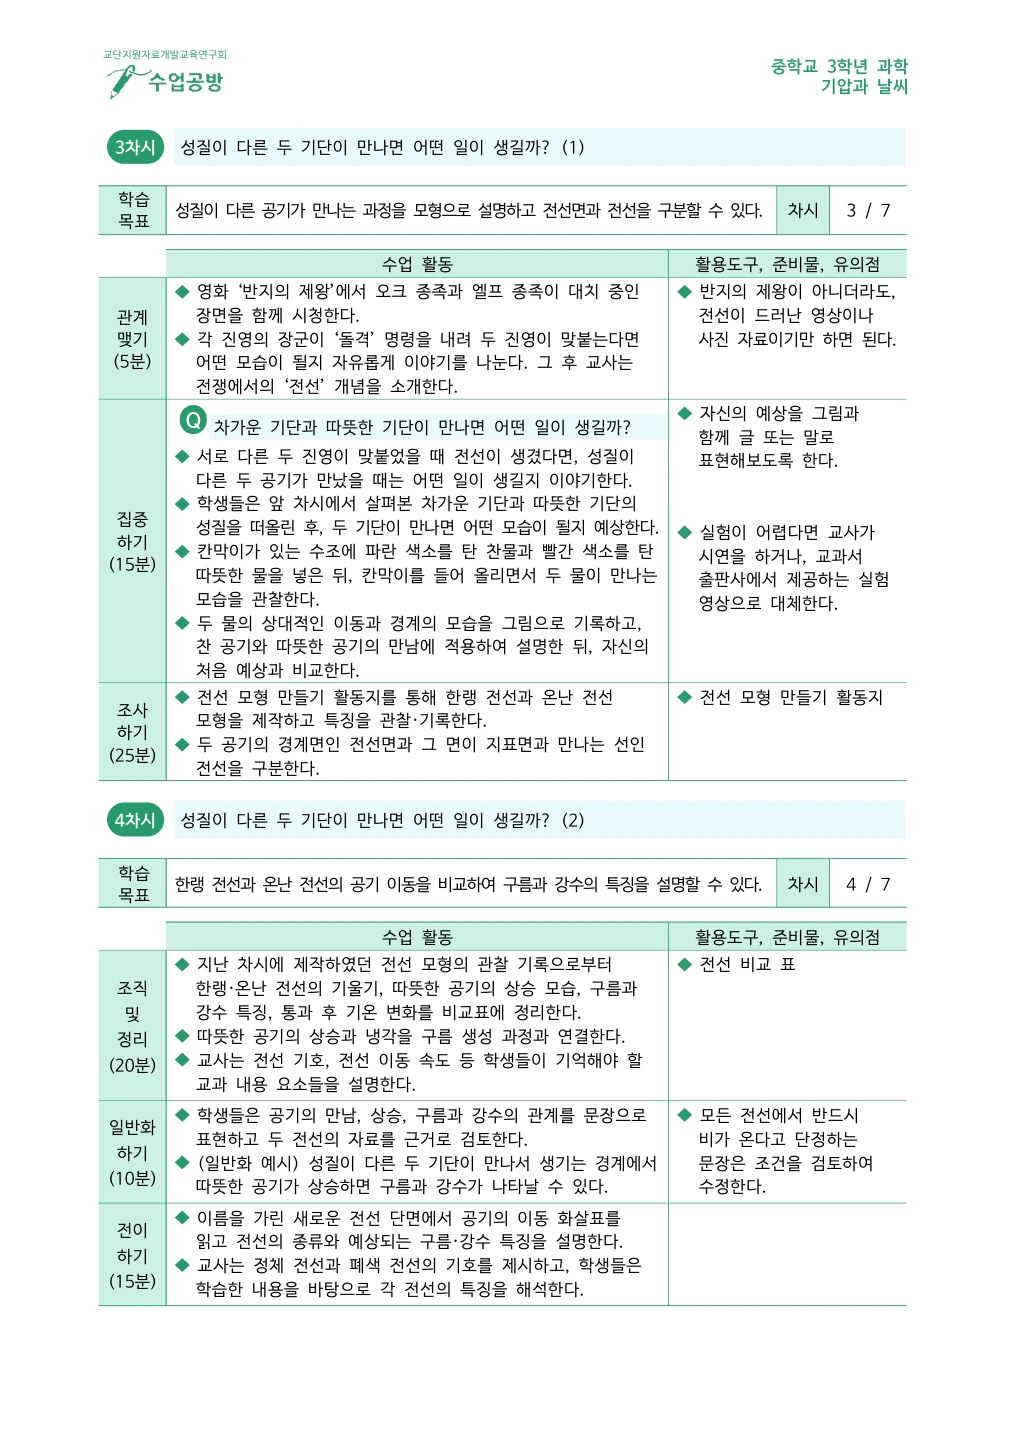 교단지원자료개발교육연구회
수업공방
중학교 3학년 과학
기압과 날씨
3차시
성질이 다른 두 기단이 만나면 어떤 일이 생길까? (1)
학습
목표
성질이 다른 공기가 만나는 과정을 모형으로 설명하고 전선면과 전선을 구분할 수 있다.
차시
3 / 7
수업 활동
활용도구, 준비물, 유의점
관계
맺기
(5분)
◆ 영화 ‘반지의 제왕’에서 오크 종족과 엘프 종족이 대치 중인
장면을 함께 시청한다.
◆ 각 진영의 장군이 ‘돌격’ 명령을 내려 두 진영이 맞붙는다면
어떤 모습이 될지 자유롭게 이야기를 나눈다. 그 후 교사는
전쟁에서의 ‘전선’ 개념을 소개한다.
◆ 반지의 제왕이 아니더라도,
전선이 드러난 영상이나
사진 자료이기만 하면 된다.
집중
하기
(15분)
Q 차가운 기단과 따뜻한 기단이 만나면 어떤 일이 생길까?
◆ 서로 다른 두 진영이 맞붙었을 때 전선이 생겼다면, 성질이
다른 두 공기가 만났을 때는 어떤 일이 생길지 이야기한다.
◆ 학생들은 앞 차시에서 살펴본 차가운 기단과 따뜻한 기단의
성질을 떠올린 후, 두 기단이 만나면 어떤 모습이 될지 예상한다.
◆ 칸막이가 있는 수조에 파란 색소를 탄 찬물과 빨간 색소를 탄
따뜻한 물을 넣은 뒤, 칸막이를 들어 올리면서 두 물이 만나는
모습을 관찰한다.
◆ 두 물의 상대적인 이동과 경계의 모습을 그림으로 기록하고,
찬 공기와 따뜻한 공기의 만남에 적용하여 설명한 뒤, 자신의
처음 예상과 비교한다.
◆ 자신의 예상을 그림과
함께 글 또는 말로
표현해보도록 한다.
◆ 실험이 어렵다면 교사가
시연을 하거나, 교과서
출판사에서 제공하는 실험
영상으로 대체한다.
조사
하기
(25분)
◆ 전선 모형 만들기 활동지를 통해 한랭 전선과 온난 전선
모형을 제작하고 특징을 관찰·기록한다.
◆ 두 공기의 경계면인 전선면과 그 면이 지표면과 만나는 선인
전선을 구분한다.
◆ 전선 모형 만들기 활동지
4차시
성질이 다른 두 기단이 만나면 어떤 일이 생길까? (2)
학습
목표
한랭 전선과 온난 전선의 공기 이동을 비교하여 구름과 강수의 특징을 설명할 수 있다.
차시
4 / 7
수업 활동
활용도구, 준비물, 유의점
조직
및
정리
(20분)
◆ 지난 차시에 제작하였던 전선 모형의 관찰 기록으로부터
한랭·온난 전선의 기울기, 따뜻한 공기의 상승 모습, 구름과
강수 특징, 통과 후 기온 변화를 비교표에 정리한다.
◆ 따뜻한 공기의 상승과 냉각을 구름 생성 과정과 연결한다.
◆ 교사는 전선 기호, 전선 이동 속도 등 학생들이 기억해야 할
교과 내용 요소들을 설명한다.
◆ 전선 비교 표
일반화
하기
(10분)
◆ 학생들은 공기의 만남, 상승, 구름과 강수의 관계를 문장으로
표현하고 두 전선의 자료를 근거로 검토한다.
◆ (일반화 예시) 성질이 다른 두 기단이 만나서 생기는 경계에서
따뜻한 공기가 상승하면 구름과 강수가 나타날 수 있다.
◆ 모든 전선에서 반드시
비가 온다고 단정하는
문장은 조건을 검토하여
수정한다.
전이
하기
(15분)
◆ 이름을 가린 새로운 전선 단면에서 공기의 이동 화살표를
읽고 전선의 종류와 예상되는 구름·강수 특징을 설명한다.
◆ 교사는 정체 전선과 폐색 전선의 기호를 제시하고, 학생들은
학습한 내용을 바탕으로 각 전선의 특징을 해석한다.